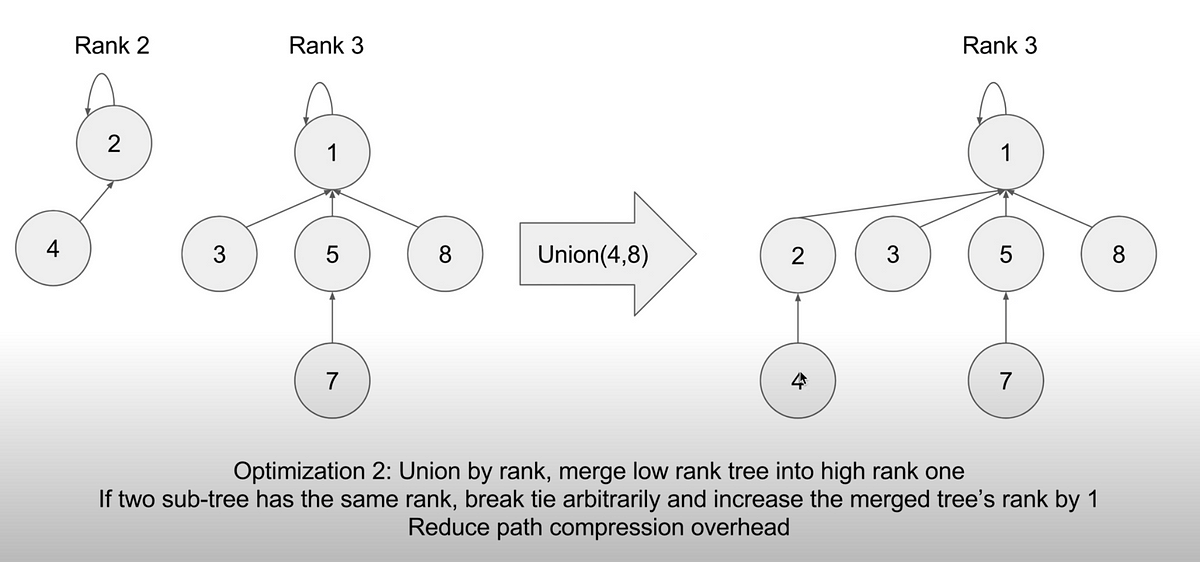 Rank 2
Rank 3
Rank 3
2
1
1
4
3
5
8
Union(4,8)
2
3
5
8
7
4
7
Optimization 2: Union by rank, merge low rank tree into high rank one
If two sub-tree has the same rank, break tie arbitrarily and increase the merged tree's rank by 1
Reduce path compression overhead